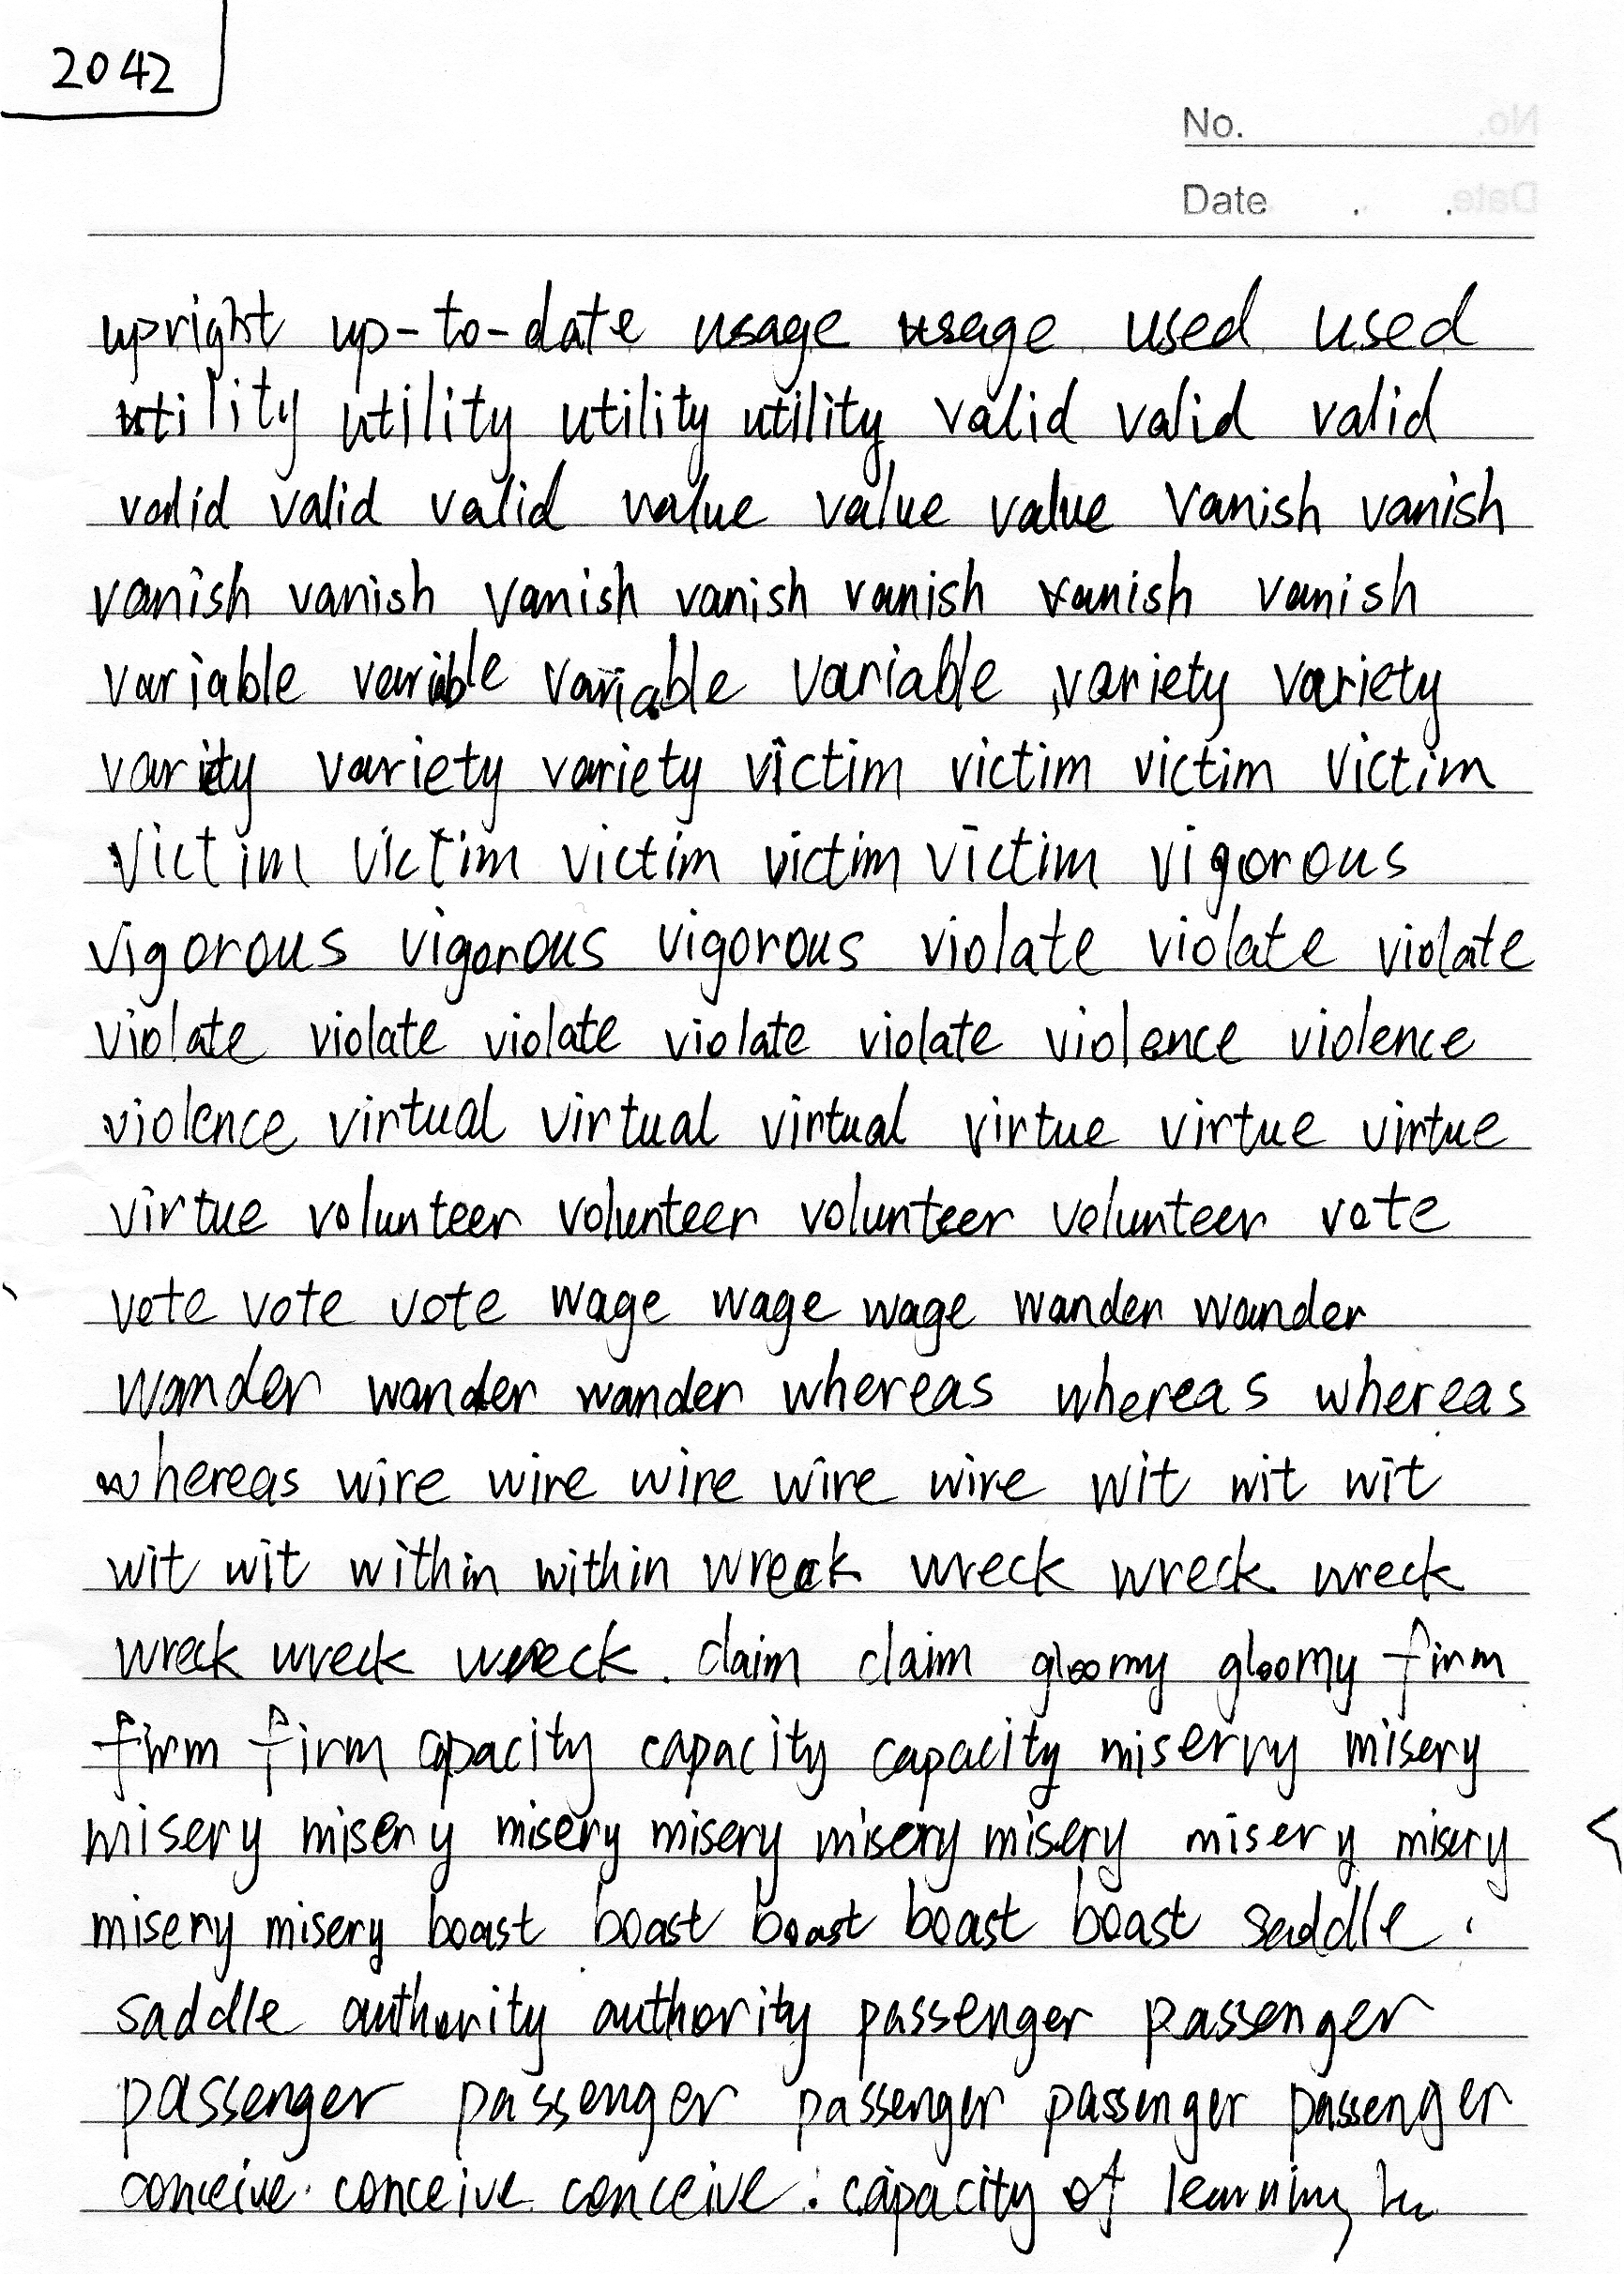 2042
No.
Date . .
upright up-to-date usage usage used used
utility utility utility utility valid valid valid
valid valid valid value value value vanish vanish
vanish vanish vanish vanish vanish vanish vanish
variable varible variable variable variety variety
varity variety variety victim victim victim victim
victim victim victim victim victim vigorous
vigorous vigorous vigorous violate violate violate
violate violate violate violate violate violence violence
violence virtual virtual virtual virtue virtue virtue
virtue volunteer volunteer volunteer volunteer vote
vote vote vote wage wage wage wander wander
wander wander wander whereas whereas whereas
whereas wire wire wire wire wire wit wit wit
wit wit within within wreck wreck wreck wreck
wreck wreck wreck. claim claim gloomy gloomy firm
firm firm capacity capacity capacity miserry misery
misery misery misery misery misery misery misery misery
misery misery boast boast boast boast boast saddle
saddle authority authority passenger passenger
passenger passenger passenger passenger passenger
conceive. conceive conceive. capacity of learning